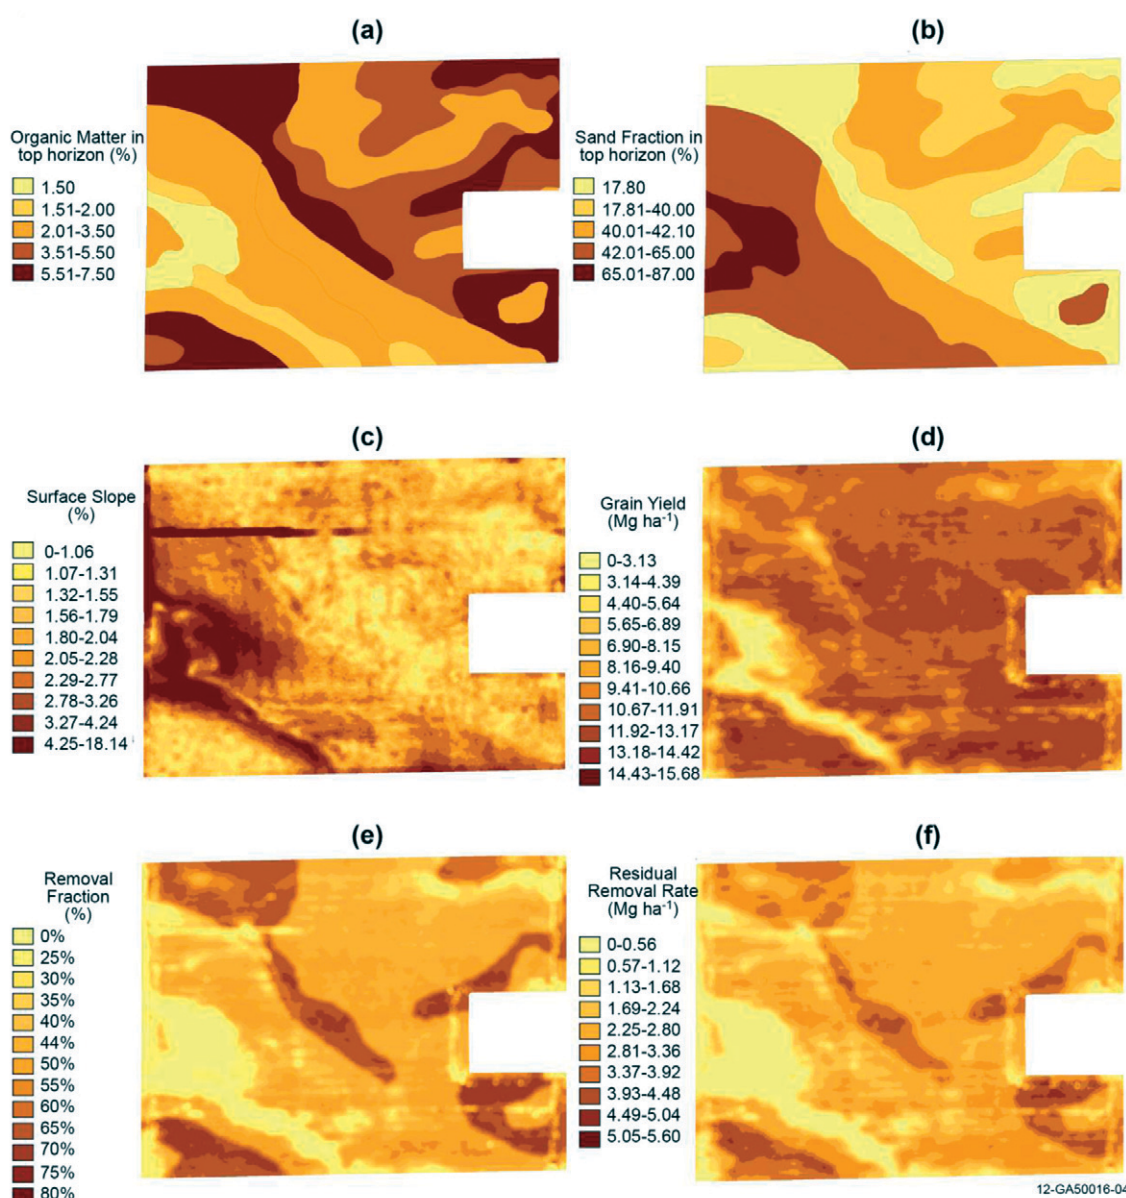 (a)
Organic Matter in
top horizon (%)
1.50
1.51-2.00
2.01-3.50
3.51-5.50
5.51-7.50
(b)
Sand Fraction in
top horizon (%)
17.80
17.81-40.00
40.01-42.10
42.01-65.00
65.01-87.00
(c)
Surface Slope
(%)
0-1.06
1.07-1.31
1.32-1.55
1.56-1.79
1.80-2.04
2.05-2.28
2.29-2.77
2.78-3.26
3.27-4.24
4.25-18.14
(d)
Grain Yield
(Mg ha⁻¹)
0-3.13
3.14-4.39
4.40-5.64
5.65-6.89
6.90-8.15
8.16-9.40
9.41-10.66
10.67-11.91
11.92-13.17
13.18-14.42
14.43-15.68
(e)
Removal
Fraction
(%)
0%
25%
30%
35%
40%
44%
50%
55%
60%
65%
70%
75%
80%
(f)
Residual
Removal Rate
(Mg ha⁻¹)
0-0.56
0.57-1.12
1.13-1.68
1.69-2.24
2.25-2.80
2.81-3.36
3.37-3.92
3.93-4.48
4.49-5.04
5.05-5.60
12-GA50016-04